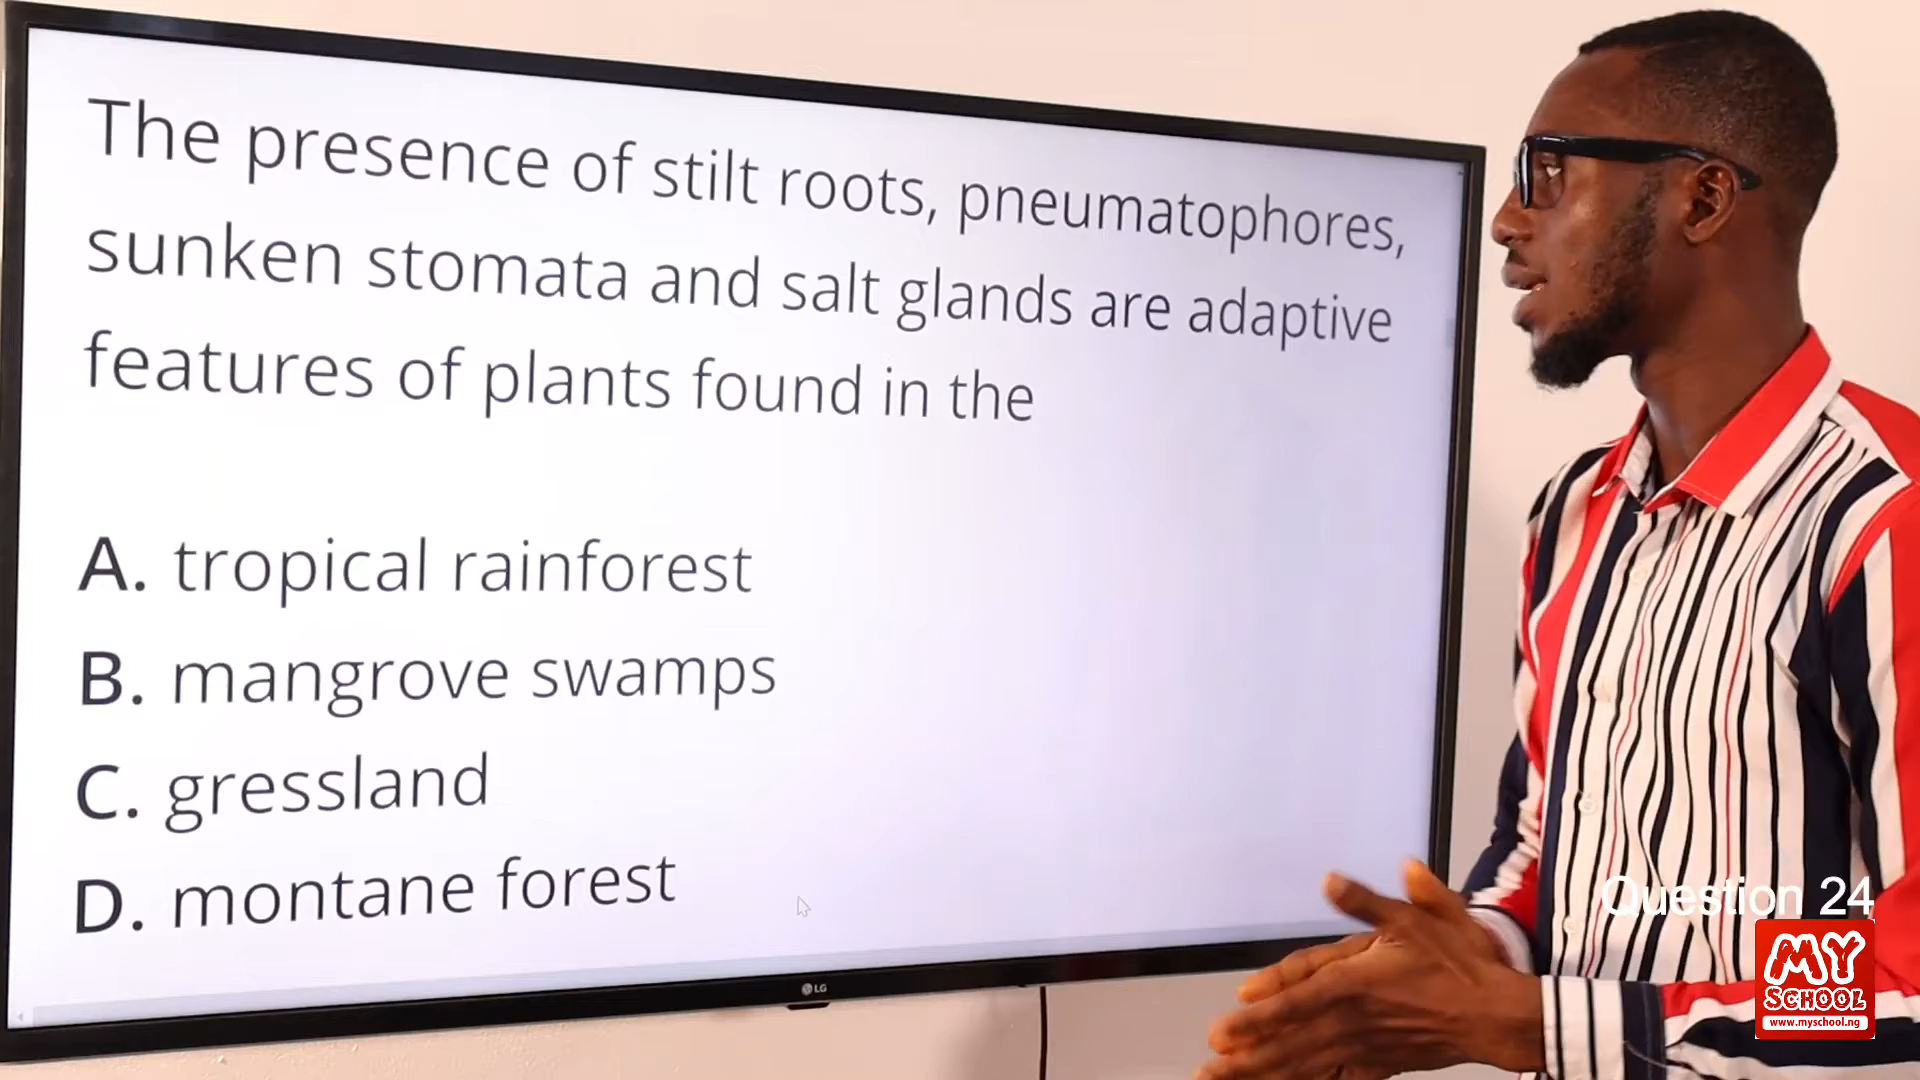 The presence of stilt roots, pneumatophores,
sunken stomata and salt glands are adaptive
features of plants found in the
A. tropical rainforest
B. mangrove swamps
C. gressland
D. montane forest
LG
Question 24
MY
SCHOOL
www.myschool.ng